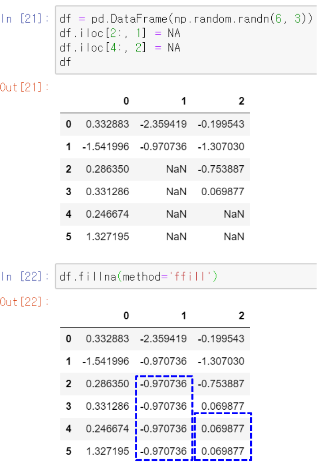 In [21]: df = pd.DataFrame(np.random.randn(6, 3))
df.iloc[2:, 1] = NA
df.iloc[4:, 2] = NA
df
Out[21]:
0 1 2
0 0.332883 -2.359419 -0.199543
1 -1.541996 -0.970736 -1.307030
2 0.286350 NaN -0.753887
3 0.331286 NaN 0.069877
4 0.246674 NaN NaN
5 1.327195 NaN NaN
In [22]: df.fillna(method='ffill')
Out[22]:
0 1 2
0 0.332883 -2.359419 -0.199543
1 -1.541996 -0.970736 -1.307030
2 0.286350 -0.970736 -0.753887
3 0.331286 -0.970736 0.069877
4 0.246674 -0.970736 0.069877
5 1.327195 -0.970736 0.069877